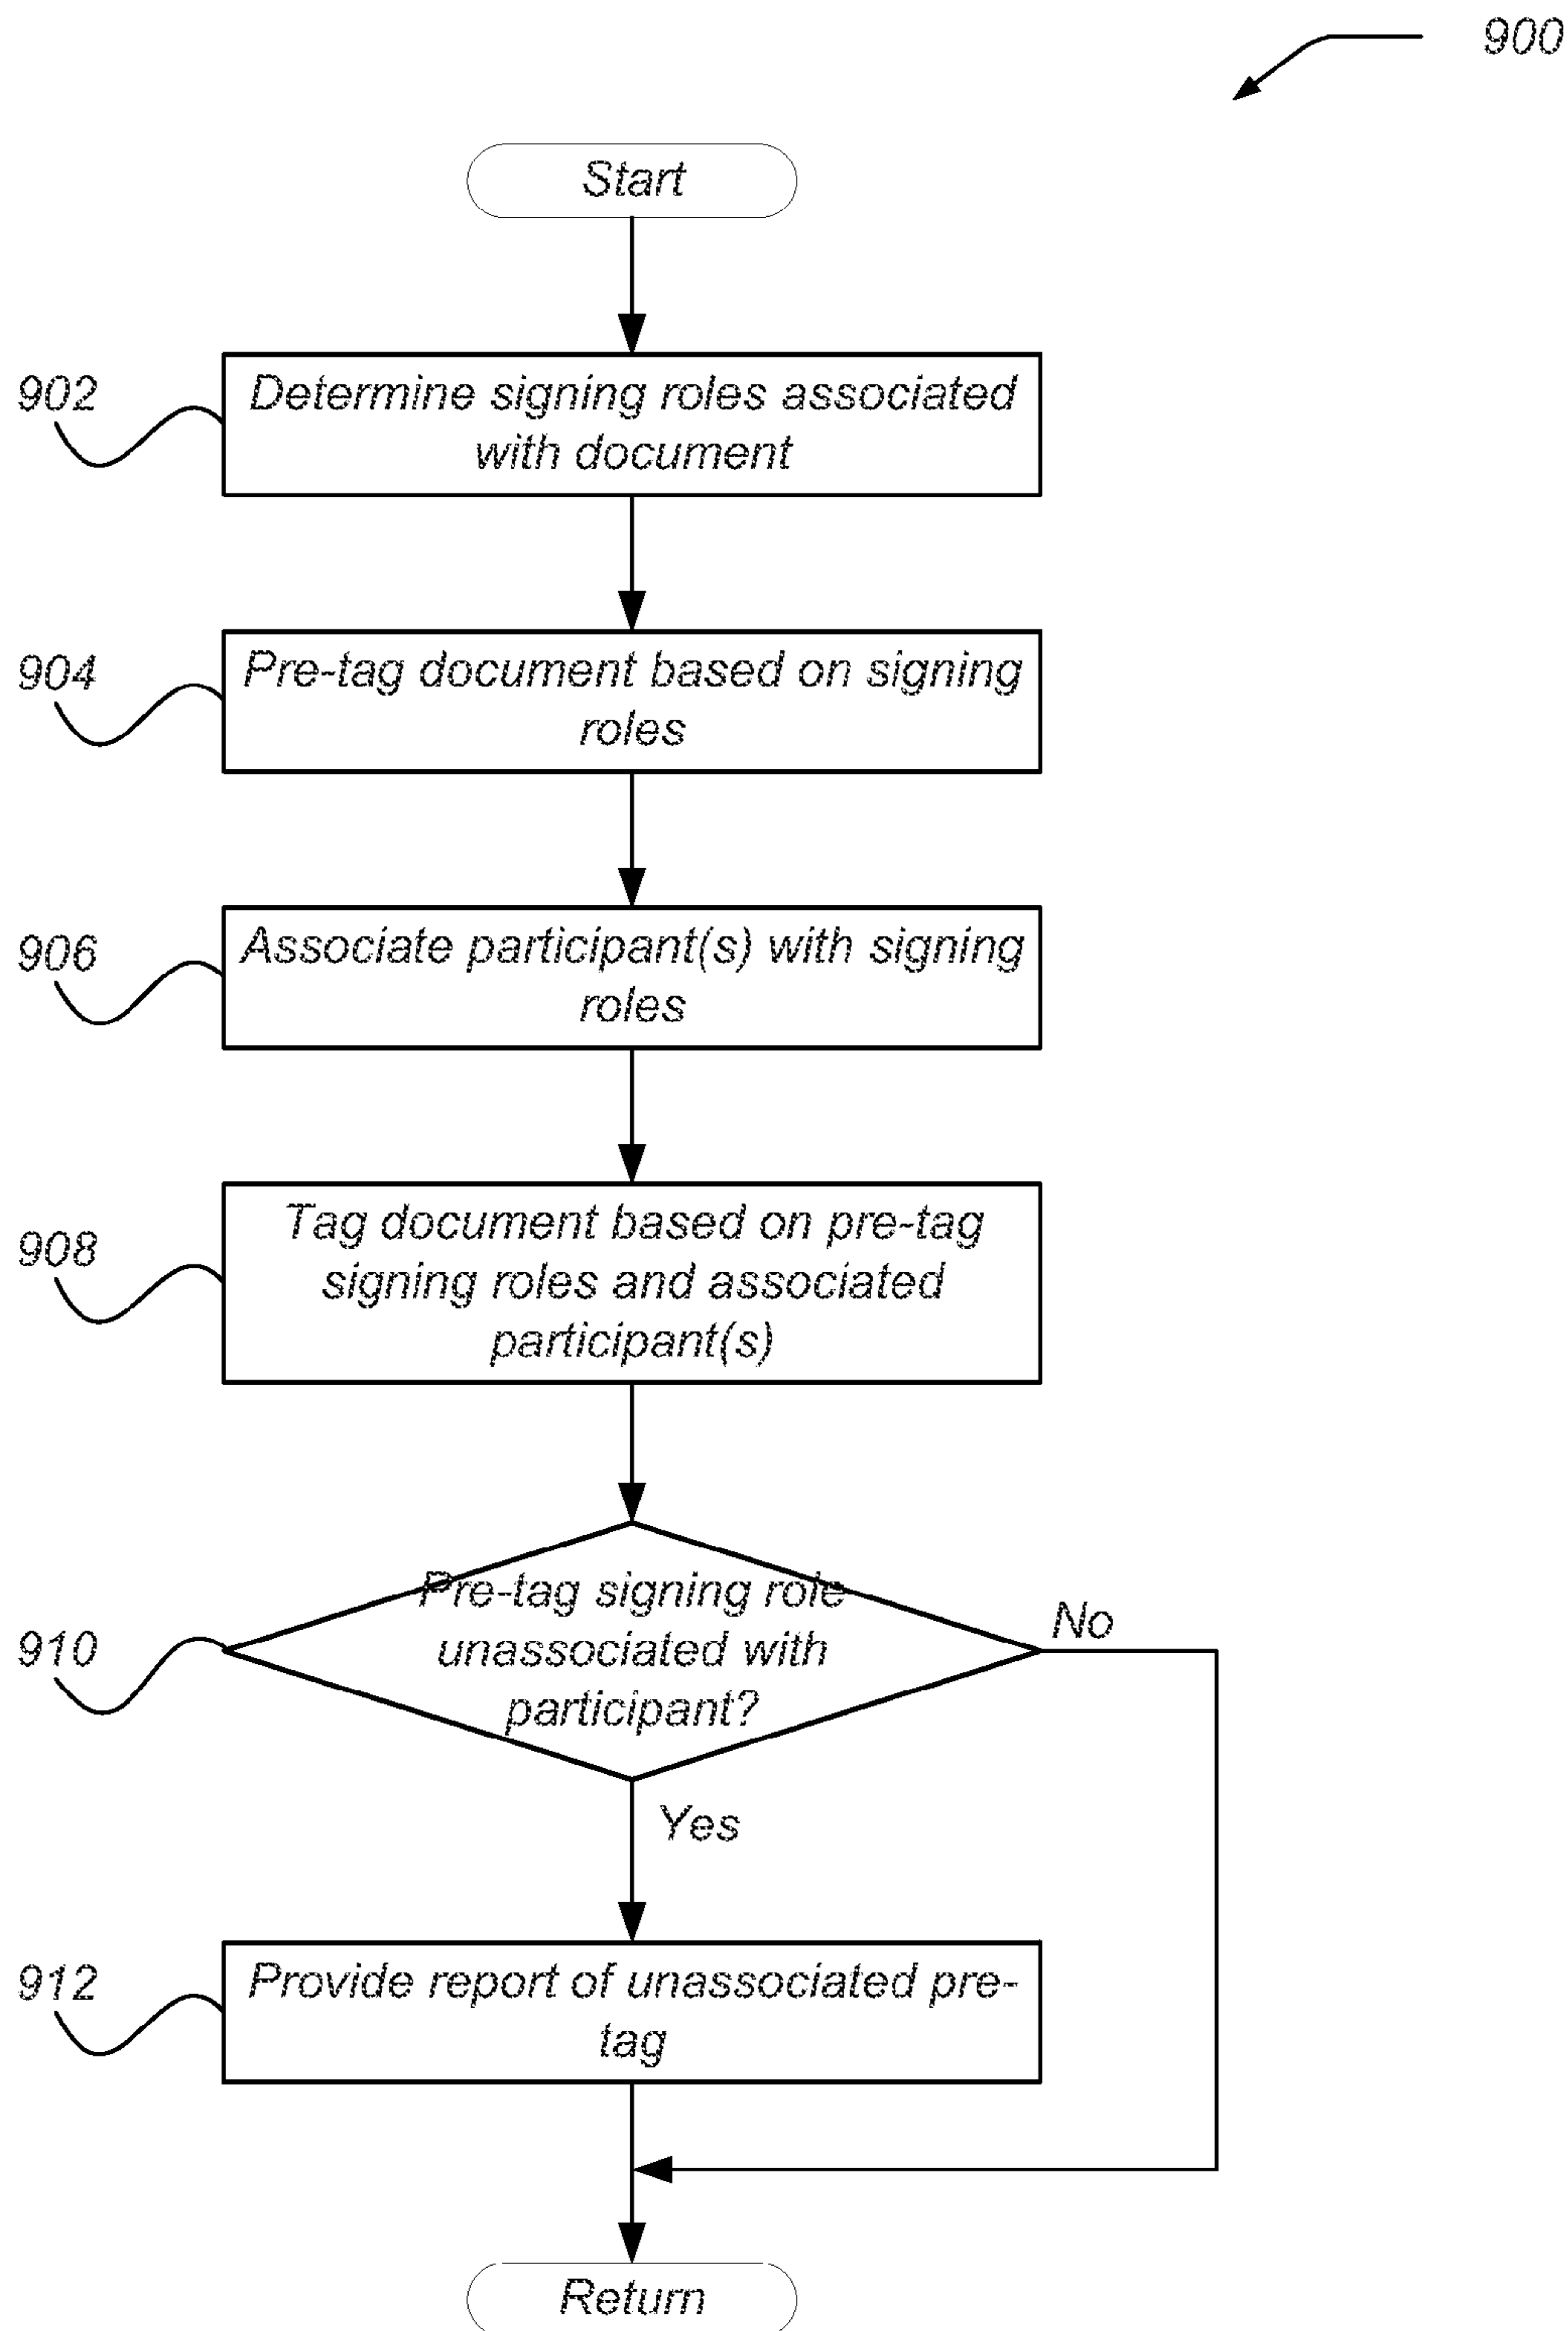 900
Start
902
Determine signing roles associated
with document
904
Pre-tag document based on signing
roles
906
Associate participant(s) with signing
roles
908
Tag document based on pre-tag
signing roles and associated
participant(s)
910
Pre-tag signing role
unassociated with
participant?
No
Yes
912
Provide report of unassociated pre-
tag
Return